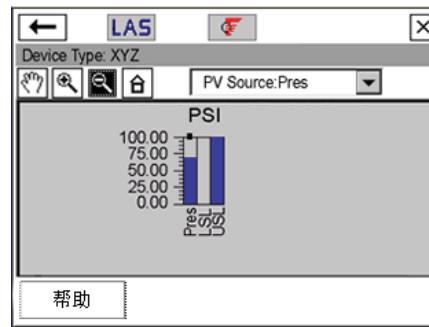 LAS
Device Type: XYZ
PV Source:Pres
PSI
100.00
75.00
50.00
25.00
0.00
Pres
LSL
USL
帮助